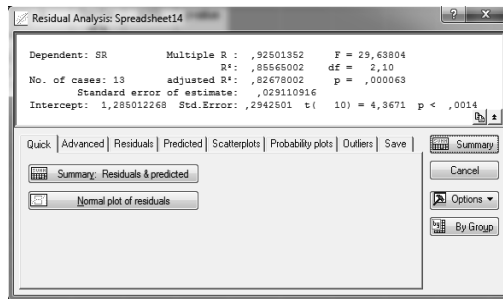 Residual Analysis: Spreadsheet14
Dependent: SR Multiple R : ,92501352 F = 29,63804
R²: ,85565002 df = 2,10
No. of cases: 13 adjusted R²: ,82678002 p = ,000063
Standard error of estimate: ,029110916
Intercept: 1,285012268 Std.Error: ,2942501 t( 10) = 4,3671 p < ,0014
Quick | Advanced | Residuals | Predicted | Scatterplots | Probability plots | Outliers | Save |
Summary: Residuals & predicted
Normal plot of residuals
Summary
Cancel
Options
By Group